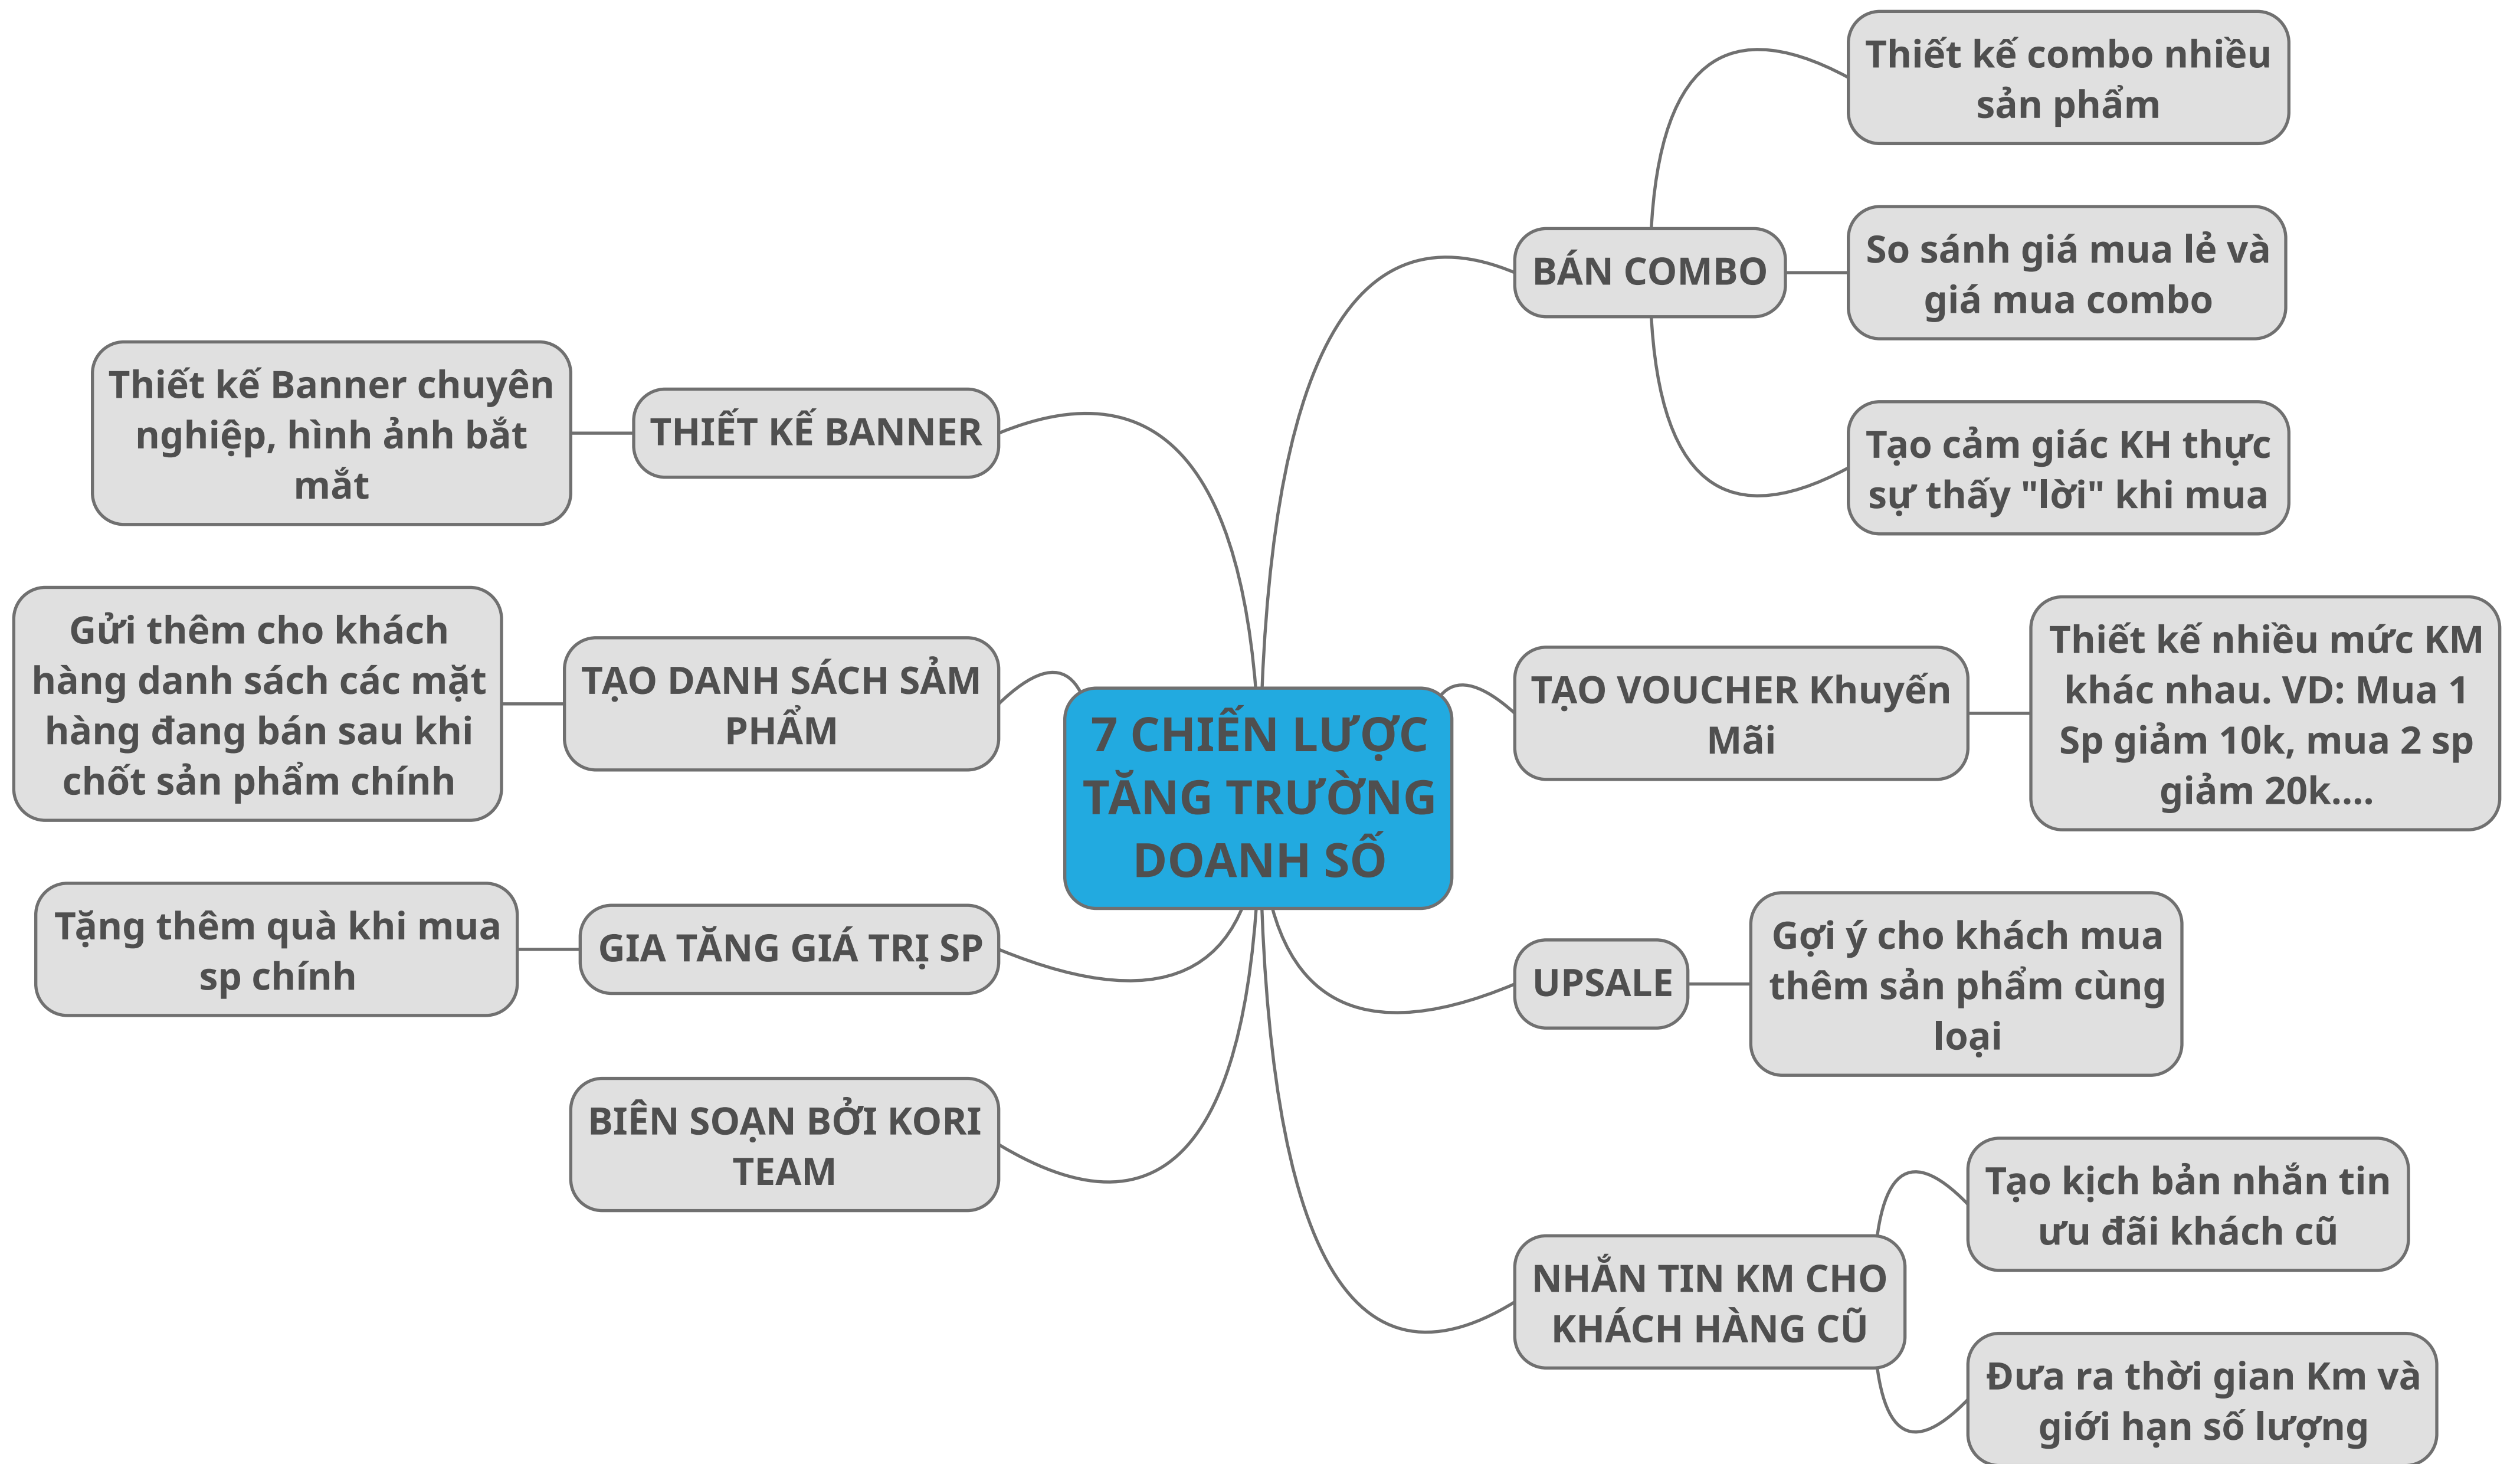 7 CHIẾN LƯỢC
TĂNG TRƯỜNG
DOANH SỐ
BÁN COMBO
Thiết kế combo nhiều
sản phẩm
So sánh giá mua lẻ và
giá mua combo
Tạo cảm giác KH thực
sự thấy "lời" khi mua
TẠO VOUCHER Khuyến
Mãi
Thiết kế nhiều mức KM
khác nhau. VD: Mua 1
Sp giảm 10k, mua 2 sp
giảm 20k....
UPSALE
Gợi ý cho khách mua
thêm sản phẩm cùng
loại
NHẮN TIN KM CHO
KHÁCH HÀNG CŨ
Tạo kịch bản nhắn tin
ưu đãi khách cũ
Đưa ra thời gian Km và
giới hạn số lượng
THIẾT KẾ BANNER
Thiết kế Banner chuyên
nghiệp, hình ảnh bắt
mắt
TẠO DANH SÁCH SẢM
PHẨM
Gửi thêm cho khách
hàng danh sách các mặt
hàng đang bán sau khi
chốt sản phẩm chính
GIA TĂNG GIÁ TRỊ SP
Tặng thêm quà khi mua
sp chính
BIÊN SOẠN BỞI KORI
TEAM